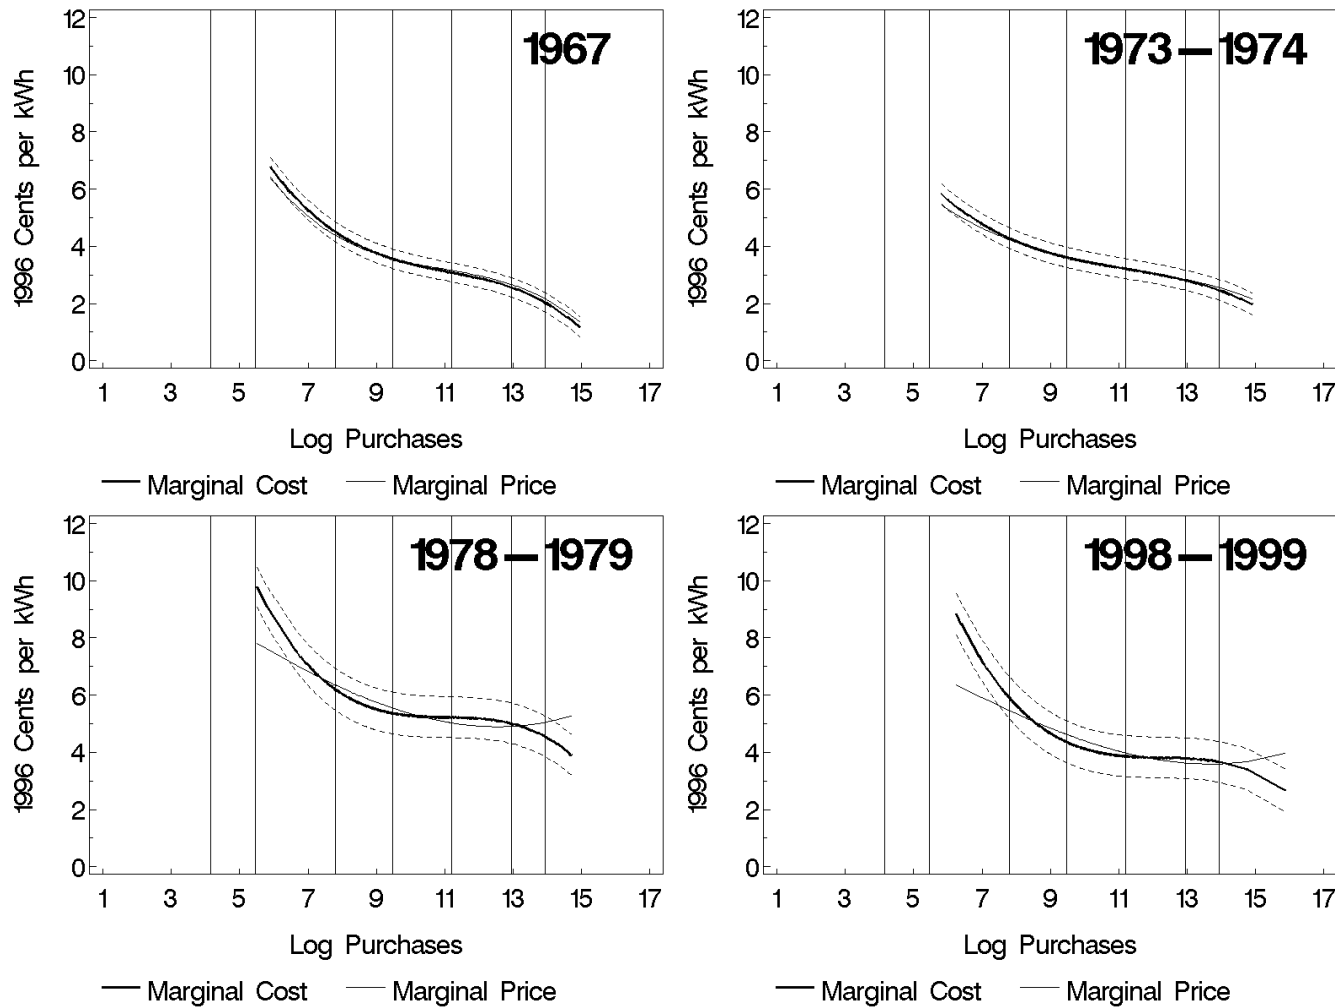 1967
1996 Cents per kWh
12
10
8
6
4
2
0
1 3 5 7 9 11 13 15 17
Log Purchases
Marginal Cost Marginal Price
1973 – 1974
1996 Cents per kWh
12
10
8
6
4
2
0
1 3 5 7 9 11 13 15 17
Log Purchases
Marginal Cost Marginal Price
1978 – 1979
1996 Cents per kWh
12
10
8
6
4
2
0
1 3 5 7 9 11 13 15 17
Log Purchases
Marginal Cost Marginal Price
1998 – 1999
1996 Cents per kWh
12
10
8
6
4
2
0
1 3 5 7 9 11 13 15 17
Log Purchases
Marginal Cost Marginal Price